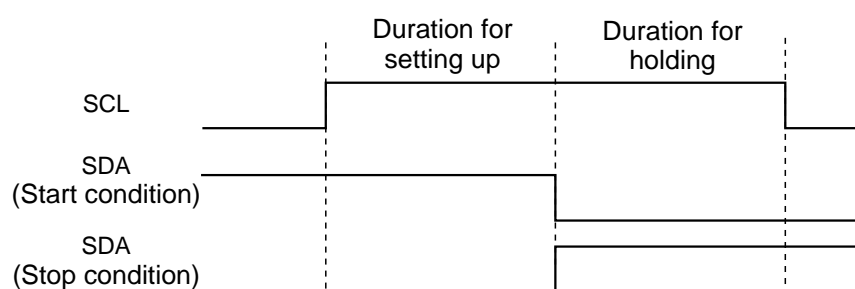 Duration for
setting up
Duration for
holding
SCL
SDA
(Start condition)
SDA
(Stop condition)